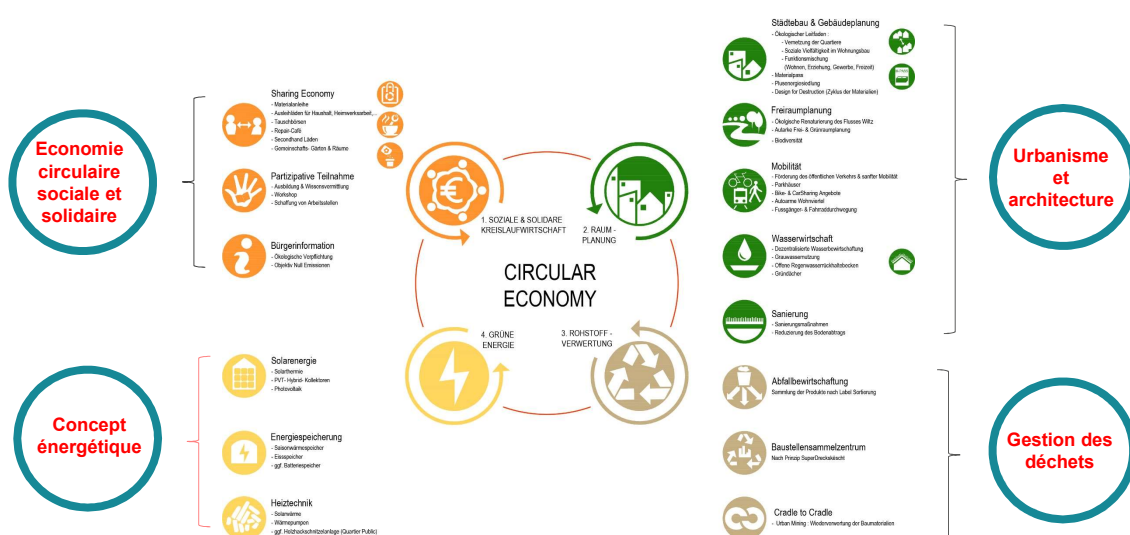 Economie
circulaire
sociale et
solidaire
Sharing Economy
- Materialanleihe
- Ausleihläden für Haushalt, Heimwerksarbeit,...
- Tauschbörsen
- Repair-Café
- Secondhand Läden
- Gemeinschafts- Gärten & Räume
Partizipative Teilnahme
- Ausbildung & Wissensvermittlung
- Workshop
- Schaffung von Arbeitsstellen
Bürgerinformation
- Ökologische Verpflichtung
- Objektiv Null Emissionen
1. SOZIALE & SOLIDARE
KREISLAUFWIRTSCHAFT
2. RAUM -
PLANUNG
CIRCULAR
ECONOMY
4. GRÜNE
ENERGIE
3. ROHSTOFF -
VERWERTUNG
Städtebau & Gebäudeplanung
- Ökologischer Leitfaden :
- Vernetzung der Quartiere
- Soziale Vielfältigkeit im Wohnungsbau
- Funktionsmischung
(Wohnen, Erziehung, Gewerbe, Freizeit)
- Materialpass
- Plusenergiesiedlung
- Design for Destruction (Zyklus der Materialien)
Freiraumplanung
- Ökolgische Renaturierung des Flusses Wiltz
- Autarke Frei- & Grünraumplanung
- Biodiversität
Mobilität
- Förderung des öffentlichen Verkehrs & sanfter Mobilität
- Parkhäuser
- Bike- & CarSharing Angebote
- Autoarme Wohnviertel
- Fussgänger- & Fahrraddurchwegung
Wasserwirtschaft
- Dezentralisierte Wasserbewirtschaftung
- Grauwassernutzung
- Offene Regenwasserrückhaltebecken
- Gründächer
Sanierung
- Sanierungsmaßnahmen
- Reduzierung des Bodenabtrags
Urbanisme
et
architecture
Concept
énergétique
Solarenergie
- Solarthermie
- PVT- Hybrid- Kollektoren
- Photovoltaik
Energiespeicherung
- Saisonwärmespeicher
- Eissspeicher
- ggf. Batteriespeicher
Heiztechnik
- Solarwärme
- Wärmepumpen
- ggf. Holzhackschnitzelanlage (Quartier Public)
Abfallbewirtschaftung
Sammlung der Produkte nach Label Sortierung
Baustellensammelzentrum
Nach Prinzip SuperDreckskëscht
Cradle to Cradle
- Urban Mining : Wiederverwertung der Baumaterialien
Gestion des
déchets